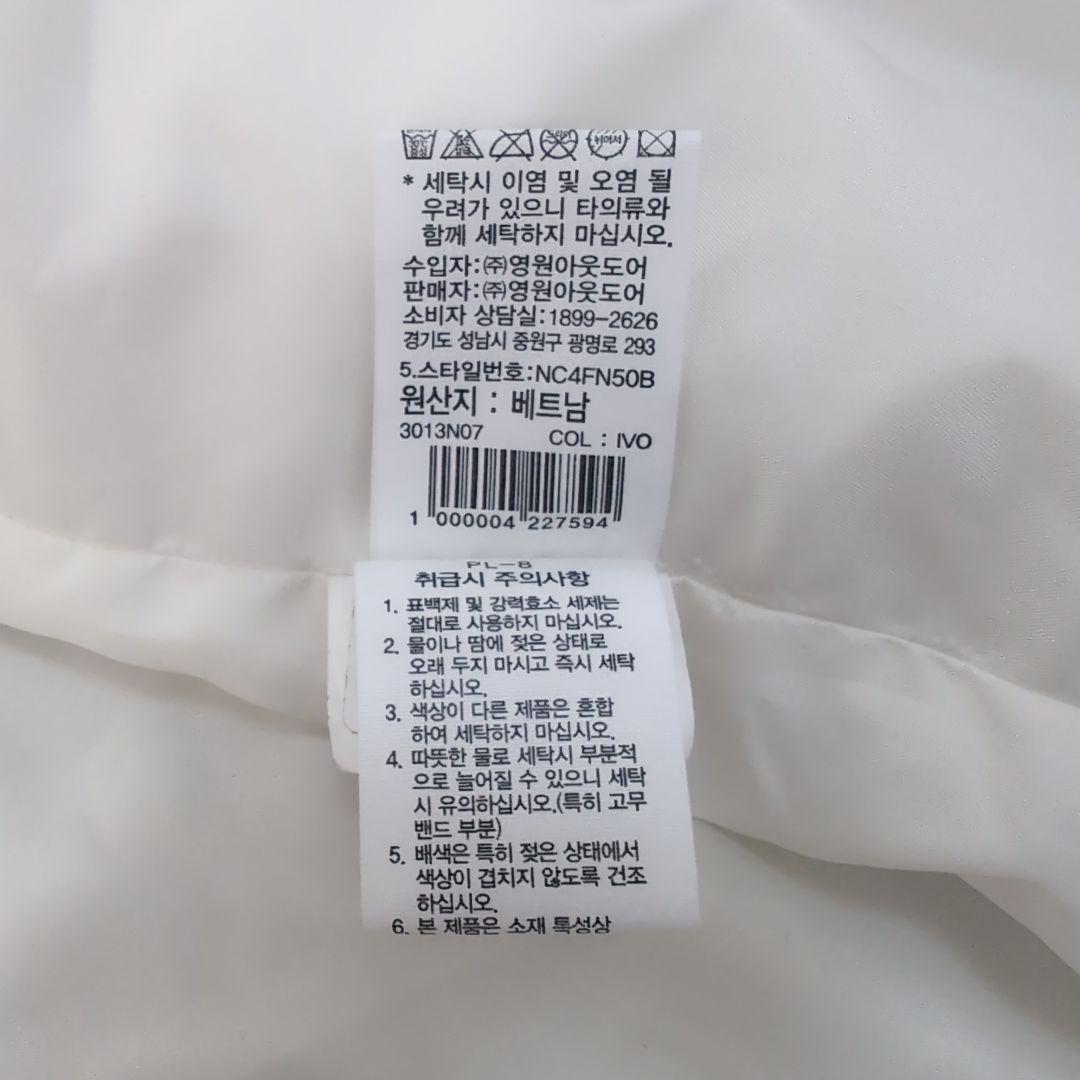 * 세탁시 이염 및 오염 될
우려가 있으니 타의류와
함께 세탁하지 마십시오.
수입자:㈜영원아웃도어
판매자:㈜영원아웃도어
소비자 상담실:1899-2626
경기도 성남시 중원구 광명로 293
5.스타일번호:NC4FN50B
원산지 : 베트남
3013N07 COL : IVO
1 000004 227594
PL-8
취급시 주의사항
1. 표백제 및 강력효소 세제는
절대로 사용하지 마십시오.
2. 물이나 땀에 젖은 상태로
오래 두지 마시고 즉시 세탁
하십시오.
3. 색상이 다른 제품은 혼합
하여 세탁하지 마십시오.
4. 따뜻한 물로 세탁시 부분적
으로 늘어질 수 있으니 세탁
시 유의하십시오.(특히 고무
밴드 부분)
5. 배색은 특히 젖은 상태에서
색상이 겹치지 않도록 건조
하십시오.
6. 본 제품은 소재 특성상